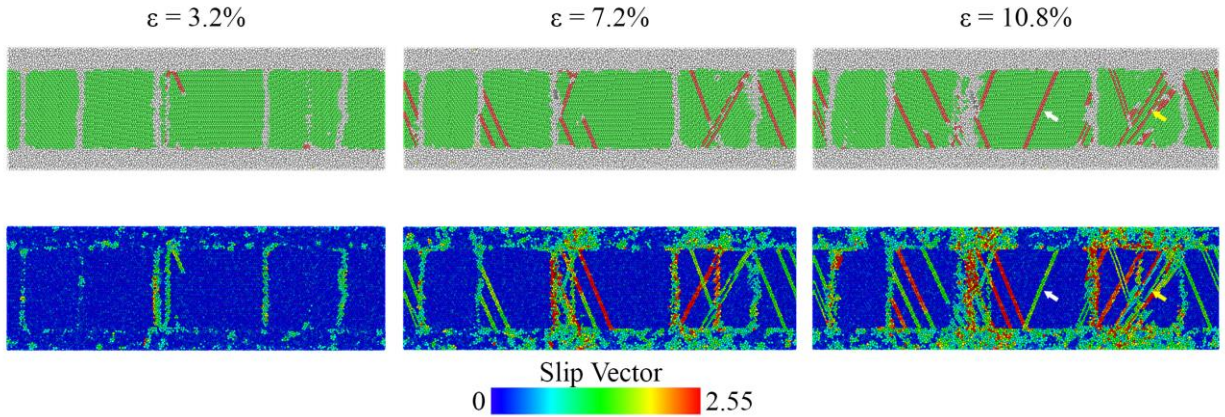 ε = 3.2%
ε = 7.2%
ε = 10.8%
Slip Vector
0
2.55